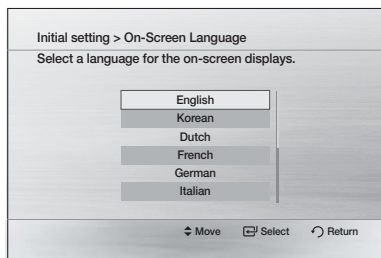 Initial setting > On-Screen Language
Select a language for the on-screen displays.
English
Korean
Dutch
French
German
Italian
Move Select Return